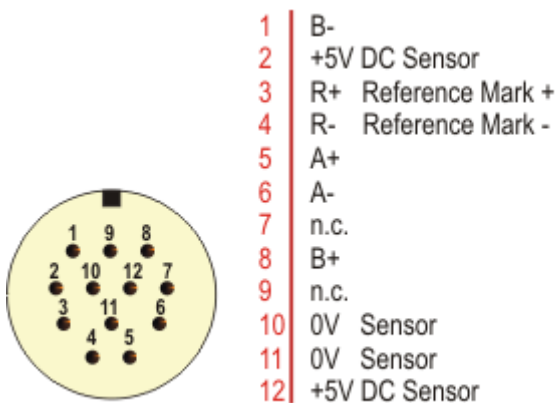 1 B-
2 +5V DC Sensor
3 R+ Reference Mark +
4 R- Reference Mark -
5 A+
6 A-
7 n.c.
8 B+
9 n.c.
10 0V Sensor
11 0V Sensor
12 +5V DC Sensor
1 9 8
2 10 12 7
3 11 6
4 5